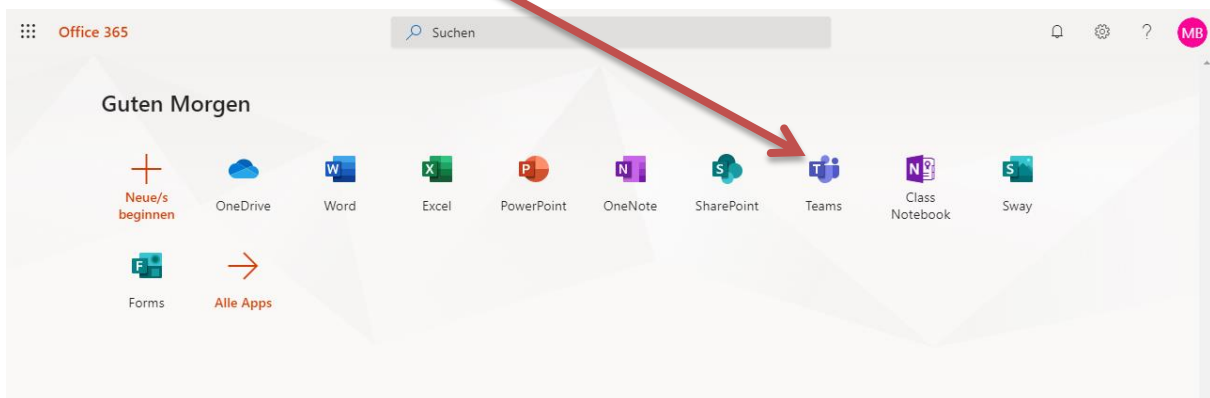 Office 365
Suchen
?
MB
Guten Morgen
Neue/s
beginnen
OneDrive
Word
Excel
PowerPoint
OneNote
SharePoint
Teams
Class
Notebook
Sway
Forms
Alle Apps